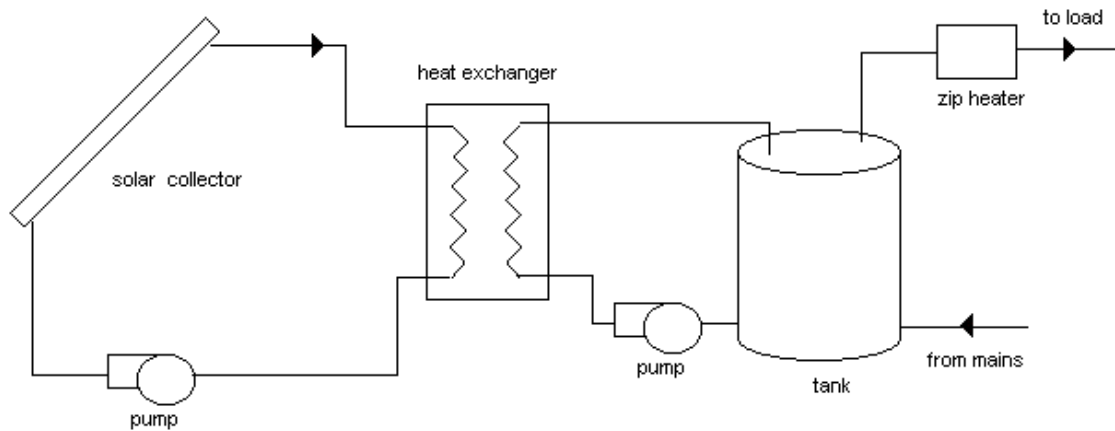 to load
heat exchanger
zip heater
solar collector
pump
from mains
tank
pump